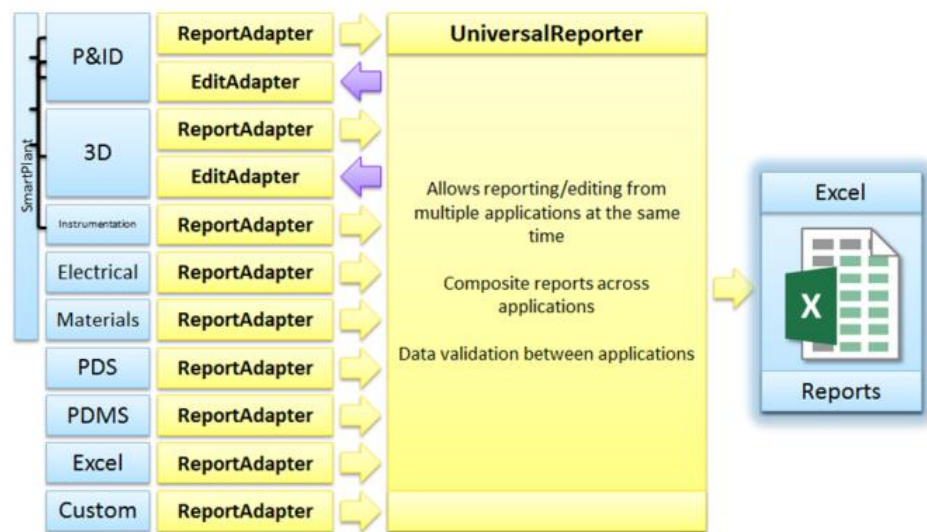 SmartPlant
P&ID
ReportAdapter
EditAdapter
3D
ReportAdapter
EditAdapter
Instrumentation
ReportAdapter
Electrical
ReportAdapter
Materials
ReportAdapter
PDS
ReportAdapter
PDMS
ReportAdapter
Excel
ReportAdapter
Custom
ReportAdapter
UniversalReporter
Allows reporting/editing from
multiple applications at the same
time
Composite reports across
applications
Data validation between applications
Excel
X
Reports